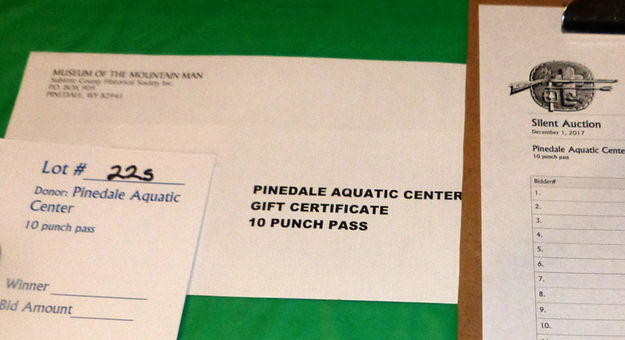 MUSEUM OF THE MOUNTAIN MAN
Sublette County Historical Society Inc.
P.O. BOX 909
PINEDALE, WY 82941
Lot # 22s
Donor: Pinedale Aquatic
Center
10 punch pass
Winner
Bid Amount
PINEDALE AQUATIC CENTER
GIFT CERTIFICATE
10 PUNCH PASS
Silent Auction
December 1, 2017
Pinedale Aquatic Cente
10 punch pass
Bidder#
1.
2.
3.
4.
5.
6.
7.
8.
9.
10.